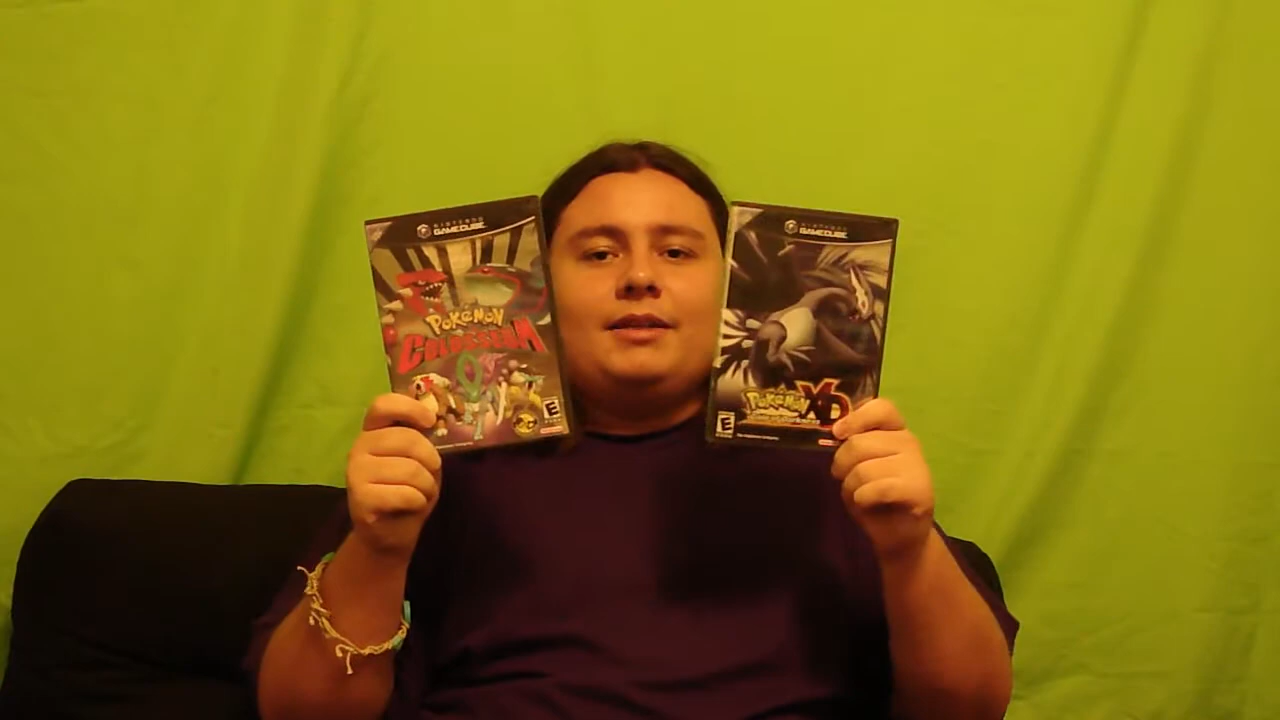 NINTENDO
GAMECUBE
POKéMON
COLOSSEUM
E
NINTENDO
GAMECUBE
POKéMON XD
E